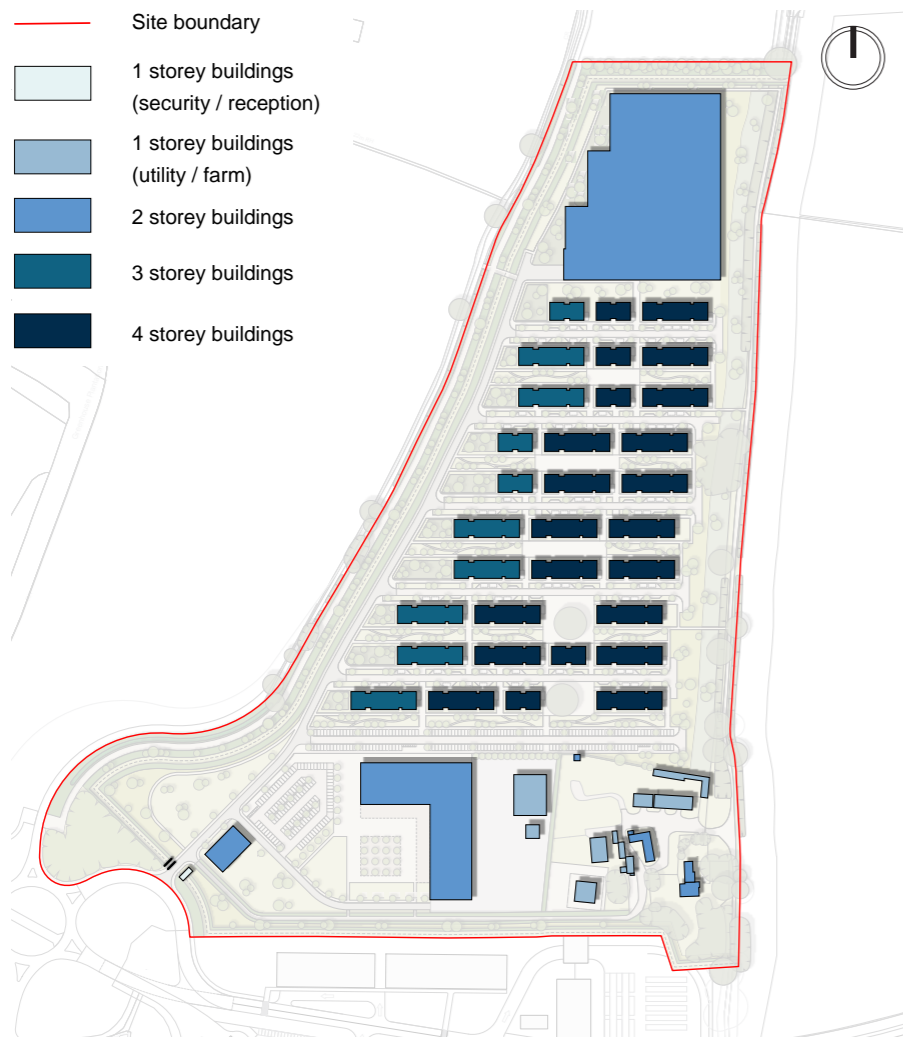 Site boundary
1 storey buildings
(security / reception)
1 storey buildings
(utility / farm)
2 storey buildings
3 storey buildings
4 storey buildings